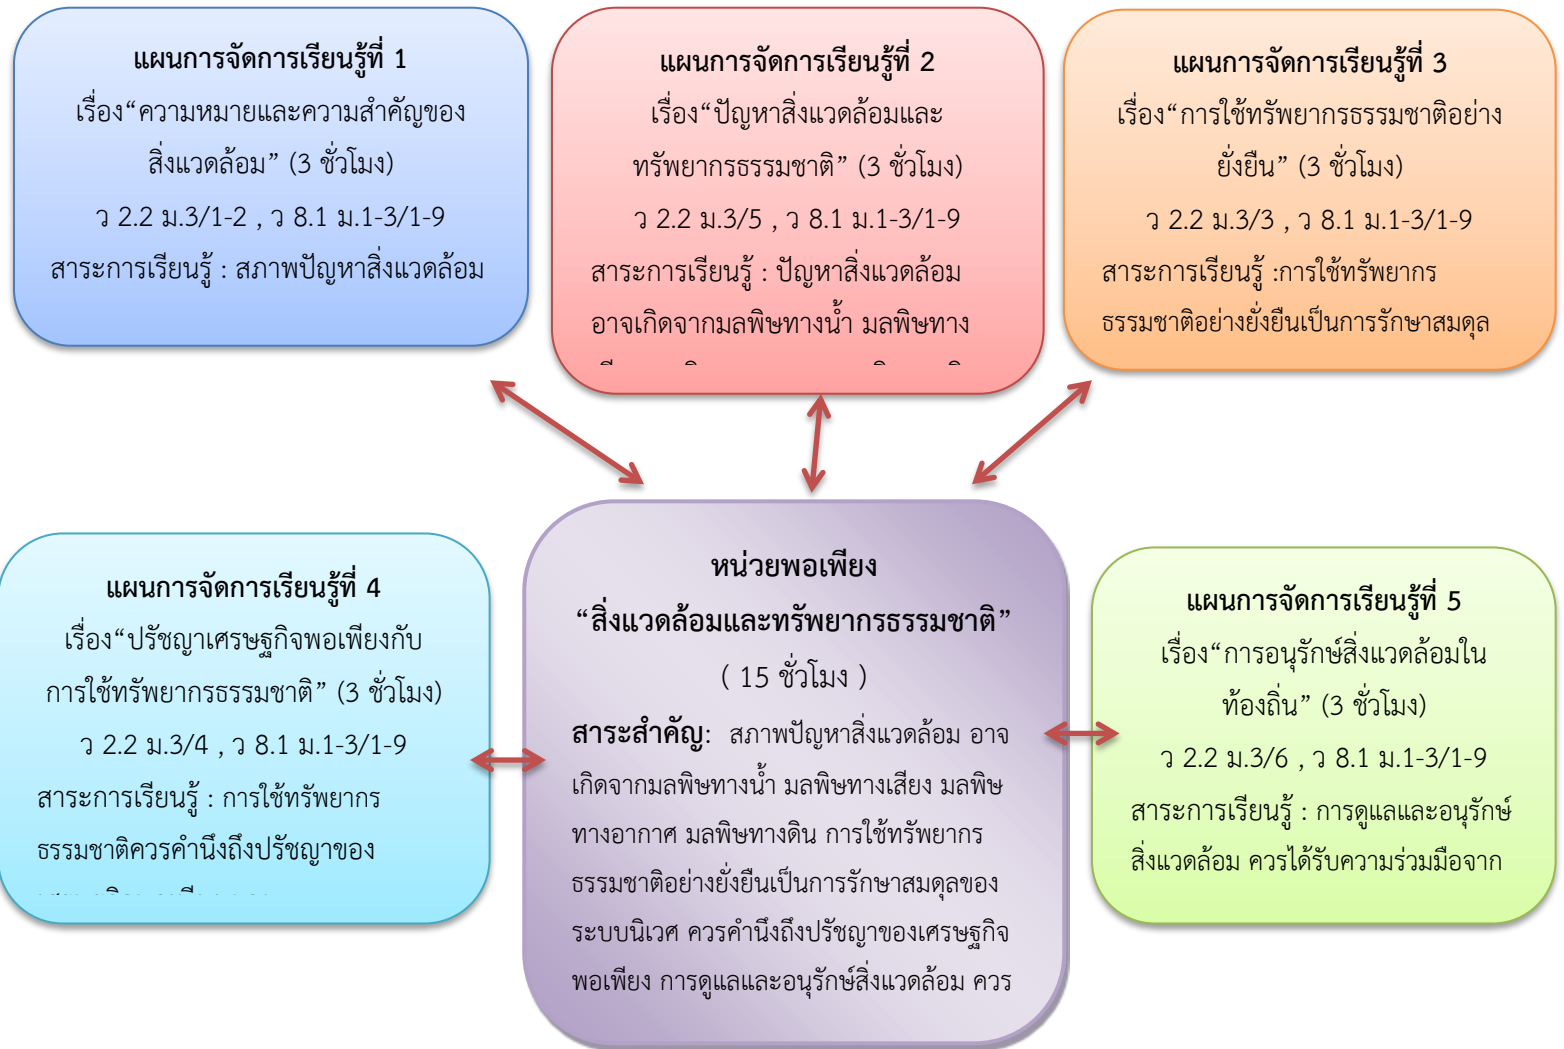 แผนการจัดการเรียนรู้ที่ 1
เรื่อง“ความหมายและความสำคัญของ
สิ่งแวดล้อม” (3 ชั่วโมง)
ว 2.2 ม.3/1-2 , ว 8.1 ม.1-3/1-9
สาระการเรียนรู้ : สภาพปัญหาสิ่งแวดล้อม
แผนการจัดการเรียนรู้ที่ 2
เรื่อง“ปัญหาสิ่งแวดล้อมและ
ทรัพยากรธรรมชาติ” (3 ชั่วโมง)
ว 2.2 ม.3/5 , ว 8.1 ม.1-3/1-9
สาระการเรียนรู้ : ปัญหาสิ่งแวดล้อม
อาจเกิดจากมลพิษทางน้ำ มลพิษทาง
แผนการจัดการเรียนรู้ที่ 3
เรื่อง“การใช้ทรัพยากรธรรมชาติอย่าง
ยั่งยืน” (3 ชั่วโมง)
ว 2.2 ม.3/3 , ว 8.1 ม.1-3/1-9
สาระการเรียนรู้ :การใช้ทรัพยากร
ธรรมชาติอย่างยั่งยืนเป็นการรักษาสมดุล
แผนการจัดการเรียนรู้ที่ 4
เรื่อง“ปรัชญาเศรษฐกิจพอเพียงกับ
การใช้ทรัพยากรธรรมชาติ” (3 ชั่วโมง)
ว 2.2 ม.3/4 , ว 8.1 ม.1-3/1-9
สาระการเรียนรู้ : การใช้ทรัพยากร
ธรรมชาติควรคำนึงถึงปรัชญาของ
หน่วยพอเพียง
“สิ่งแวดล้อมและทรัพยากรธรรมชาติ”
( 15 ชั่วโมง )
สาระสำคัญ: สภาพปัญหาสิ่งแวดล้อม อาจ
เกิดจากมลพิษทางน้ำ มลพิษทางเสียง มลพิษ
ทางอากาศ มลพิษทางดิน การใช้ทรัพยากร
ธรรมชาติอย่างยั่งยืนเป็นการรักษาสมดุลของ
ระบบนิเวศ ควรคำนึงถึงปรัชญาของเศรษฐกิจ
พอเพียง การดูแลและอนุรักษ์สิ่งแวดล้อม ควร
แผนการจัดการเรียนรู้ที่ 5
เรื่อง“การอนุรักษ์สิ่งแวดล้อมใน
ท้องถิ่น” (3 ชั่วโมง)
ว 2.2 ม.3/6 , ว 8.1 ม.1-3/1-9
สาระการเรียนรู้ : การดูแลและอนุรักษ์
สิ่งแวดล้อม ควรได้รับความร่วมมือจาก